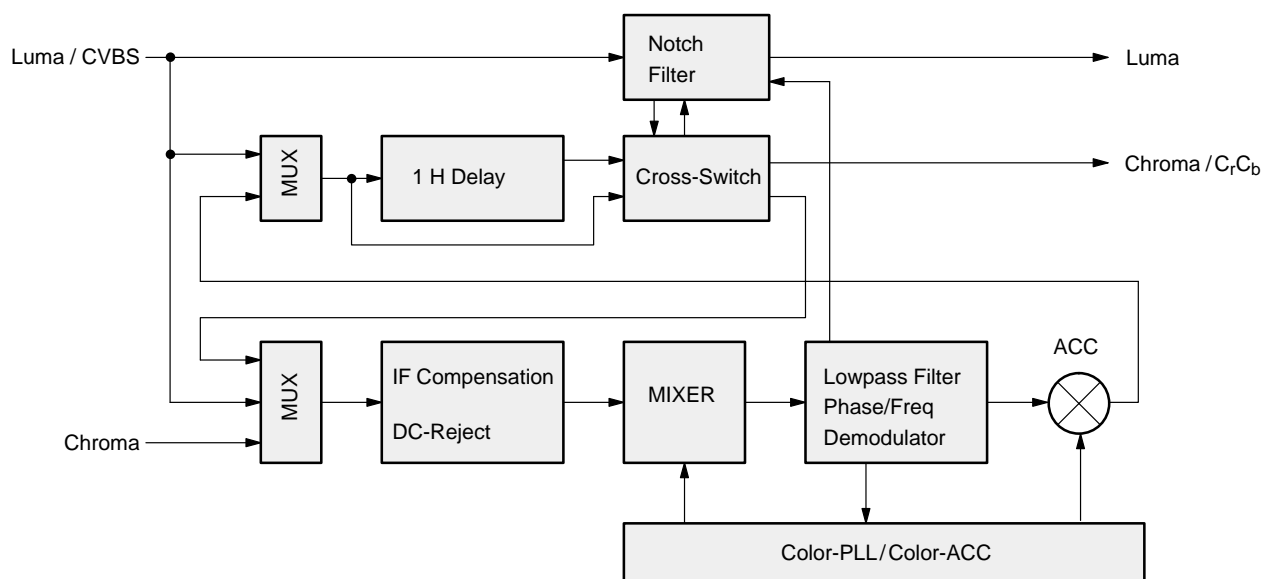 Luma / CVBS
Notch
Filter
Luma
MUX
1 H Delay
Cross-Switch
Chroma / CrCb
ACC
MUX
IF Compensation
DC-Reject
MIXER
Lowpass Filter
Phase/Freq
Demodulator
Chroma
Color-PLL/Color-ACC